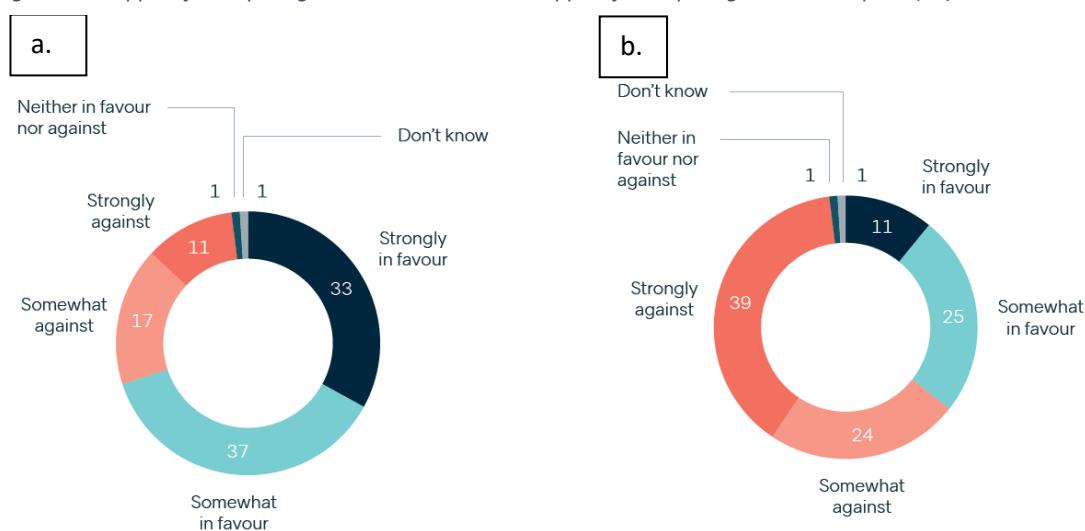 a.
Neither in favour
nor against
Don't know
1
1
Strongly
against
11
Strongly
in favour
33
Somewhat
against
17
37
Somewhat
in favour
b.
Don't know
Neither in
favour nor
against
1
1
Strongly
in favour
11
Strongly
against
39
25
Somewhat
in favour
24
Somewhat
against